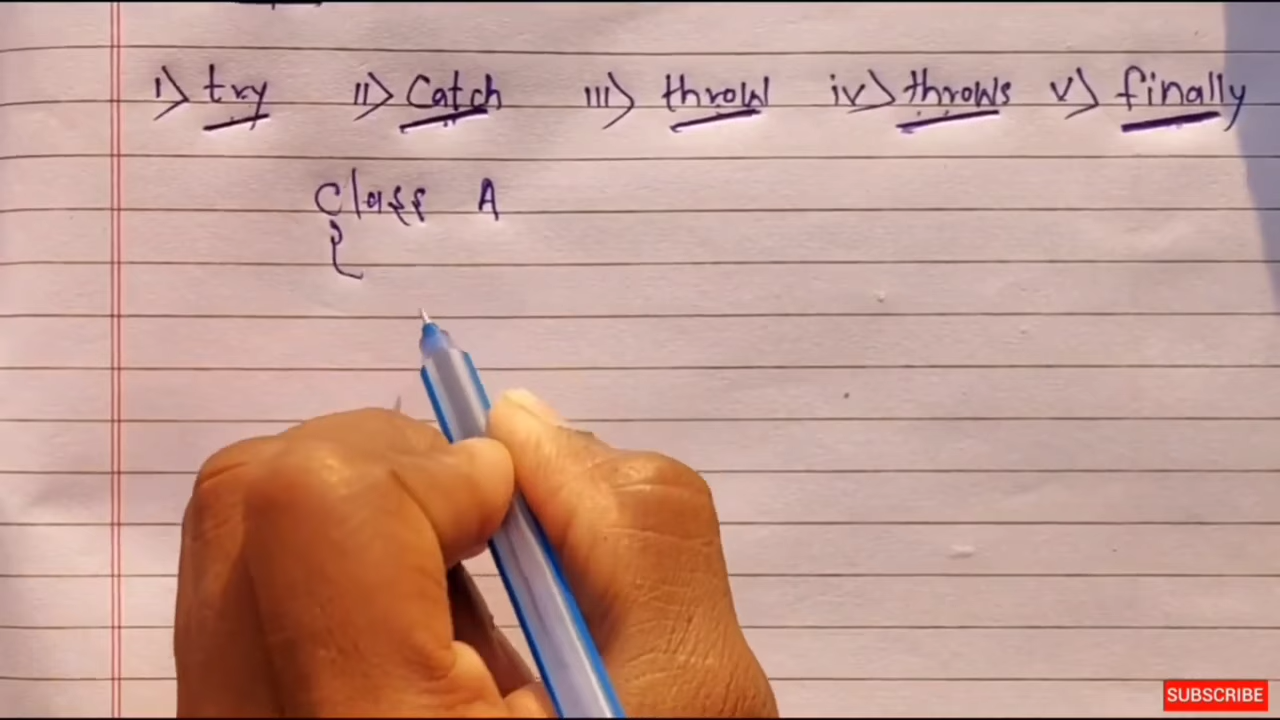 i) try ii) Catch iii) throw iv) throws v) finally
Class A
{
SUBSCRIBE